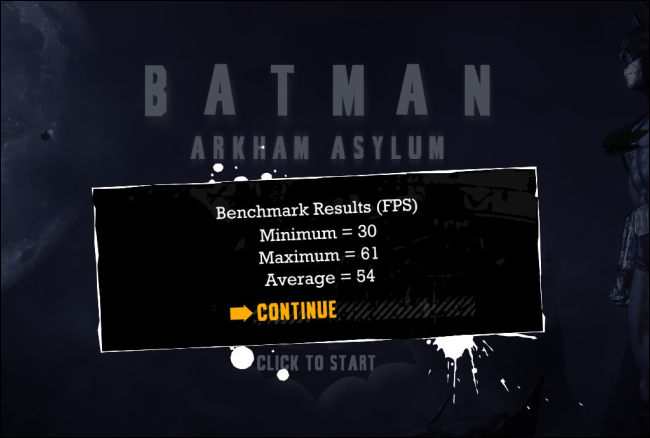 BATMAN
ARKHAM ASYLUM
Benchmark Results (FPS)
Minimum = 30
Maximum = 61
Average = 54
CONTINUE
CLICK TO START